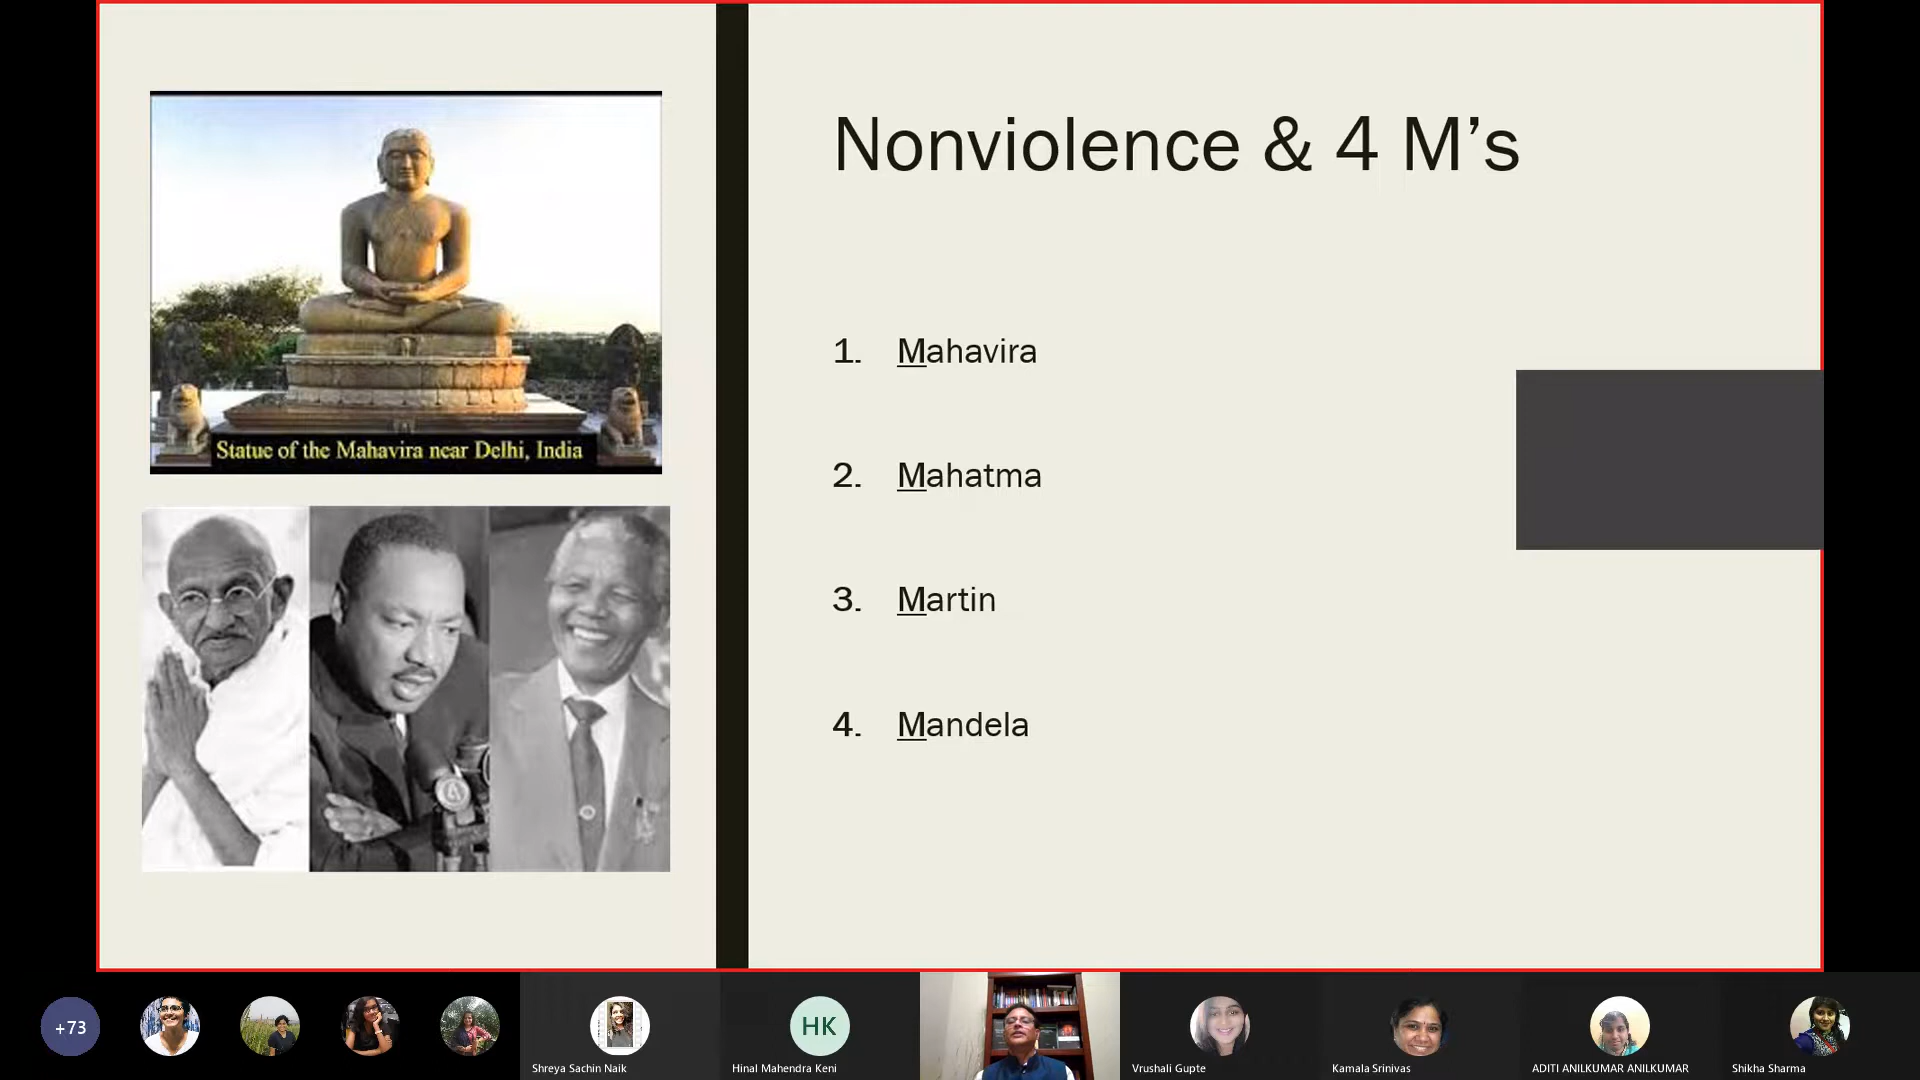 Nonviolence & 4 M’s
1. Mahavira
2. Mahatma
3. Martin
4. Mandela
Statue of the Mahavira near Delhi, India
+73
Shreya Sachin Naik
HK
Hinal Mahendra Keni
Vrushali Gupte
Kamala Srinivas
ADITI ANILKUMAR ANILKUMAR
Shikha Sharma